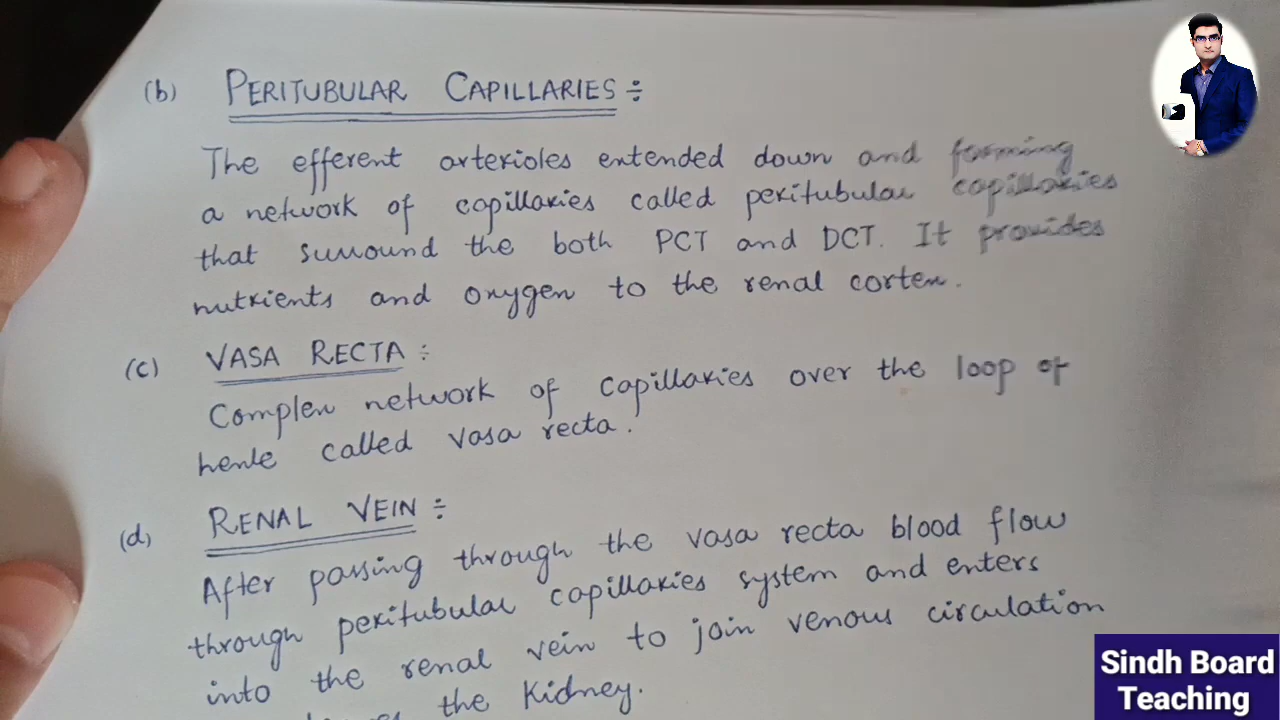 (b) PERITUBULAR CAPILLARIES÷
The efferent arterioles extended down and forming
a network of capillaries called peritubular capillaries
that surround the both PCT and DCT. It provides
nutrients and oxygen to the renal cortex.
(c) VASA RECTA÷
Complex network of capillaries over the loop of
henle called vasa recta.
(d) RENAL VEIN÷
After passing through the vasa recta blood flow
through peritubular capillaries system and enters
into the renal vein to join venous circulation
the Kidney.
Sindh Board
Teaching